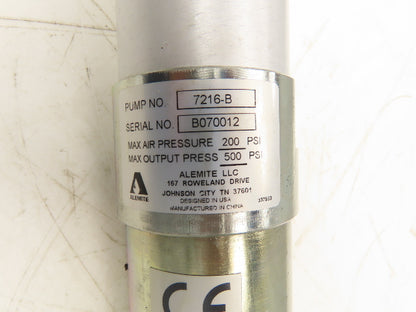 PUMP NO. 7216-B
SERIAL NO. B070012
MAX AIR PRESSURE 200 PSI
MAX OUTPUT PRESS 500 PSI
ALEMITE LLC
167 ROWELAND DRIVE
JOHNSON CITY TN 37601
DESIGNED IN USA
MANUFACTURED IN CHINA
ALEMITE
CE